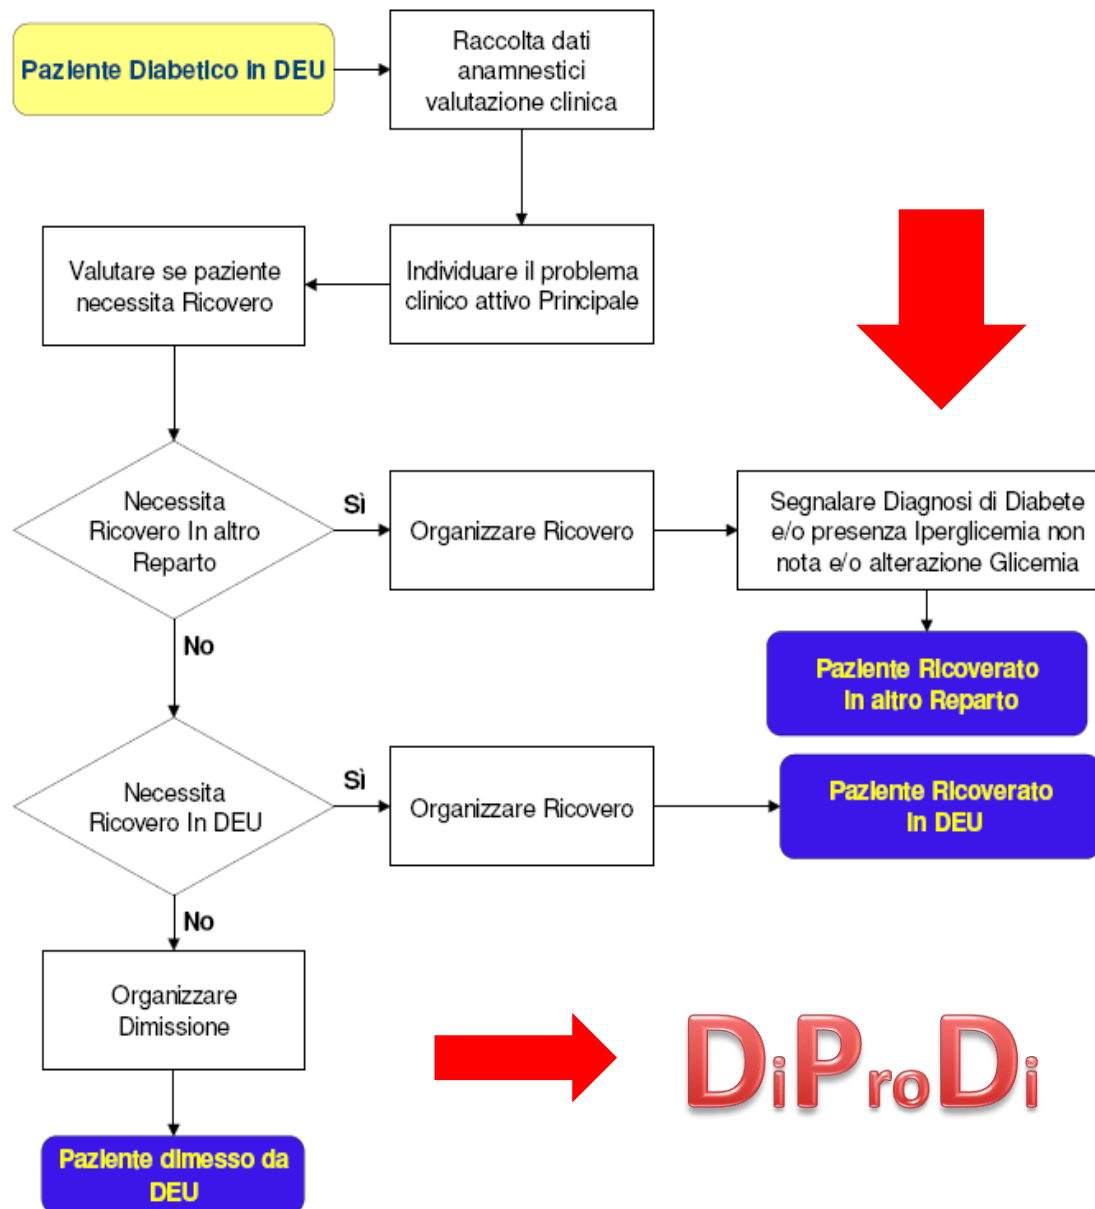 Paziente Diabetico in DEU
Raccolta dati
anamnestici
valutazione clinica
Valutare se paziente
necessita Ricovero
Individuare il problema
clinico attivo Principale
Necessita
Ricovero In altro
Reparto
Sì
Organizzare Ricovero
Segnalare Diagnosi di Diabete
e/o presenza Iperglicemia non
nota e/o alterazione Glicemia
No
Paziente Ricoverato
in altro Reparto
Necessita
Ricovero In DEU
Sì
Organizzare Ricovero
Paziente Ricoverato
in DEU
No
Organizzare
Dimissione
DiProDi
Paziente dimesso da
DEU